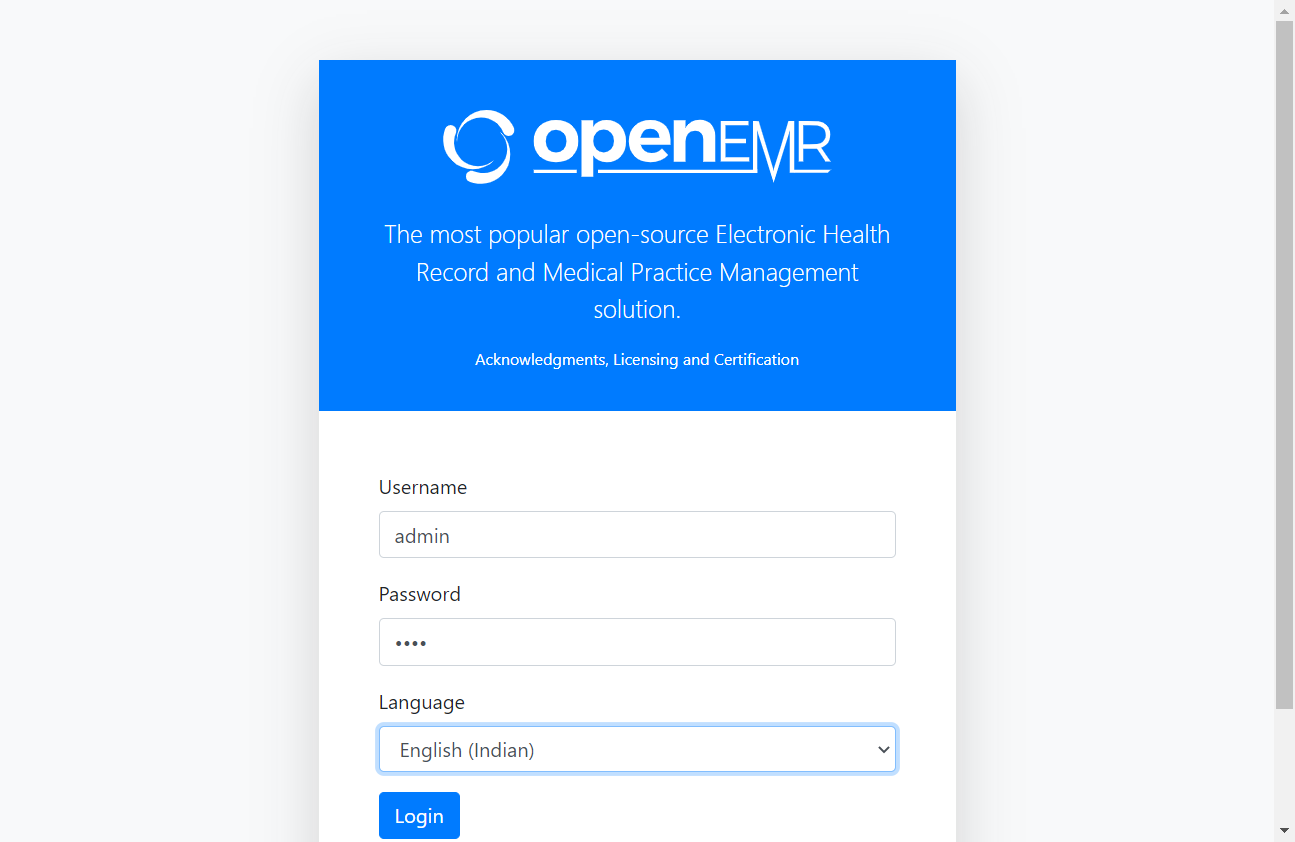 openEMR
The most popular open-source Electronic Health
Record and Medical Practice Management
solution.
Acknowledgments, Licensing and Certification
Username
admin
Password
••••
Language
English (Indian)
Login